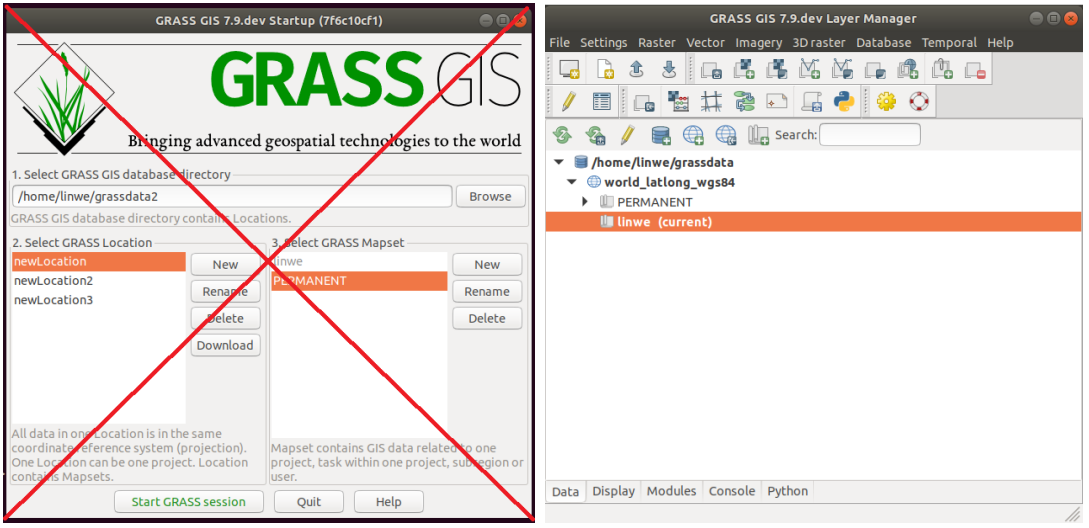 GRASS GIS 7.9.dev Startup (7f6c10cf1)
GRASS GIS
Bringing advanced geospatial technologies to the world
1. Select GRASS GIS database directory
/home/linwe/grassdata2
Browse
GRASS GIS database directory contains Locations.
2. Select GRASS Location
newLocation
newLocation2
newLocation3
New
Rename
Delete
Download
All data in one Location is in the same
coordinate reference system (projection).
One Location can be one project. Location
contains Mapsets.
3. Select GRASS Mapset
linwe
PERMANENT
New
Rename
Delete
Mapset contains GIS data related to one
project, task within one project, subregion or
user.
Start GRASS session
Quit
Help
GRASS GIS 7.9.dev Layer Manager
File Settings Raster Vector Imagery 3D raster Database Temporal Help
Search:
/home/linwe/grassdata
world_latlong_wgs84
PERMANENT
linwe (current)
Data Display Modules Console Python